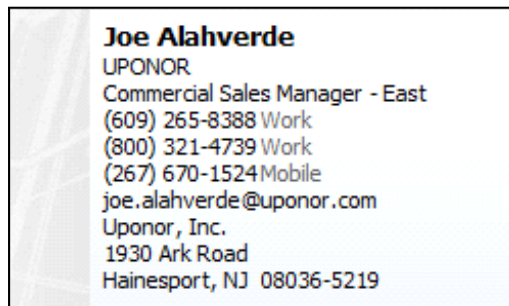 Joe Alahverde
UPONOR
Commercial Sales Manager - East
(609) 265-8388 Work
(800) 321-4739 Work
(267) 670-1524 Mobile
joe.alahverde@uponor.com
Uponor, Inc.
1930 Ark Road
Hainesport, NJ  08036-5219